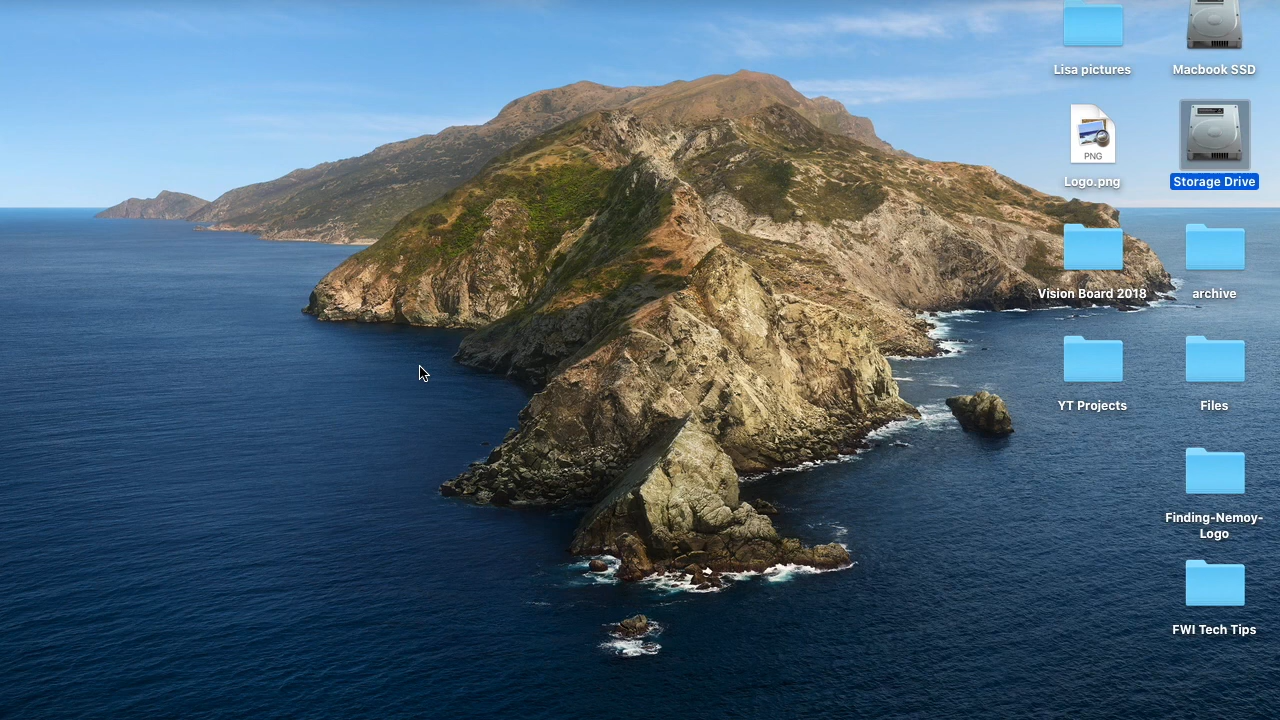 Lisa pictures
Macbook SSD
PNG
Logo.png
Storage Drive
Vision Board 2018
archive
YT Projects
Files
Finding-Nemoy-
Logo
FWI Tech Tips